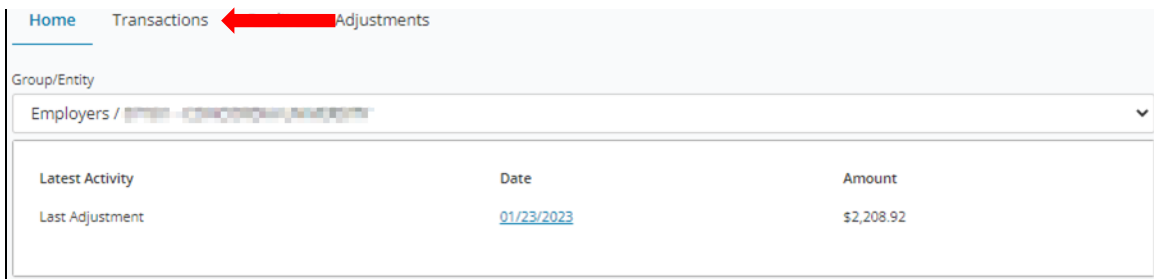 Home Transactions Adjustments
Group/Entity
Employers /
Latest Activity Date Amount
Last Adjustment 01/23/2023 $2,208.92